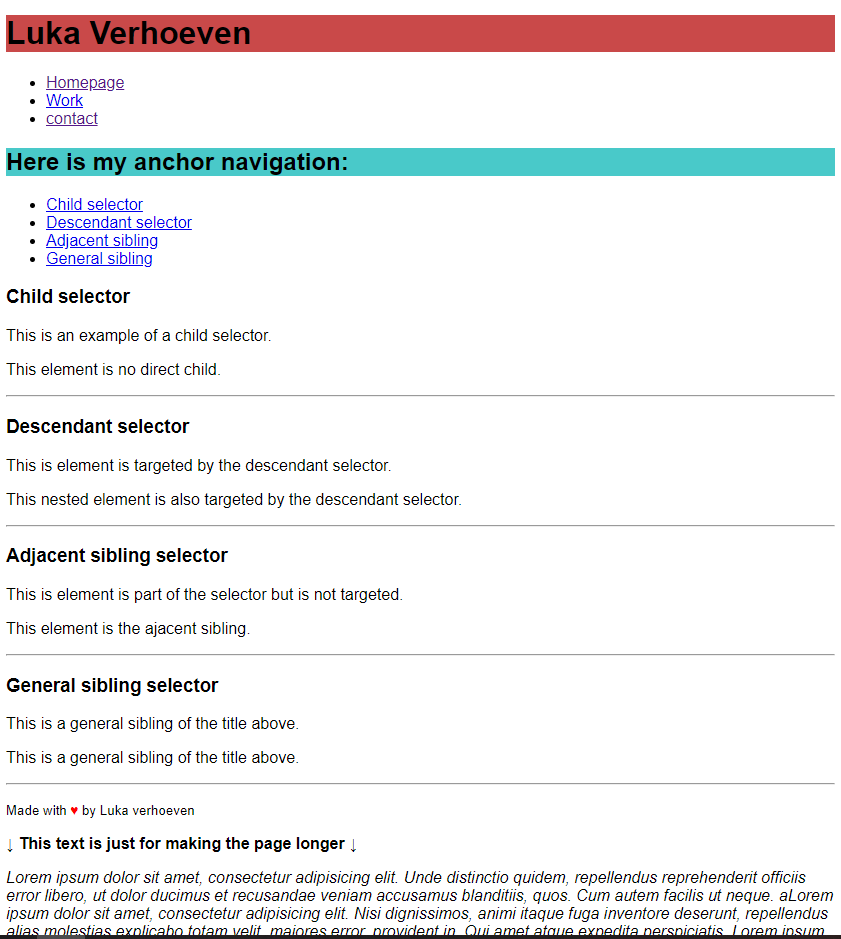 Luka Verhoeven
Homepage
Work
contact
Here is my anchor navigation:
Child selector
Descendant selector
Adjacent sibling
General sibling
Child selector
This is an example of a child selector.
This element is no direct child.
Descendant selector
This is element is targeted by the descendant selector.
This nested element is also targeted by the descendant selector.
Adjacent sibling selector
This is element is part of the selector but is not targeted.
This element is the ajacent sibling.
General sibling selector
This is a general sibling of the title above.
This is a general sibling of the title above.
Made with ♥ by Luka verhoeven
↓ This text is just for making the page longer ↓
Lorem ipsum dolor sit amet, consectetur adipisicing elit. Unde distinctio quidem, repellendus reprehenderit officiis
error libero, ut dolor ducimus et recusandae veniam accusamus blanditiis, quos. Cum autem facilis ut neque. aLorem
ipsum dolor sit amet, consectetur adipisicing elit. Nisi dignissimos, animi itaque fuga inventore deserunt, repellendus
alias molestias explicabo totam velit, maiores error, provident in. Qui amet atque expedita perspiciatis. Lorem ipsum